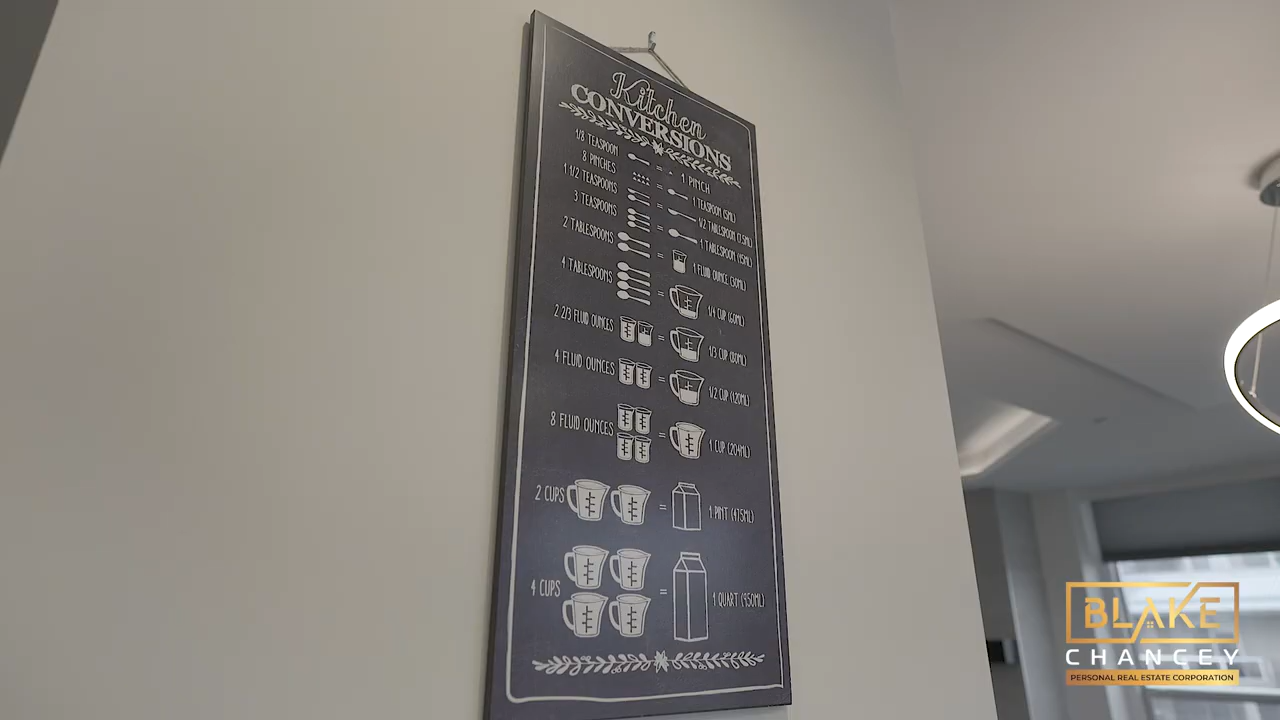 Kitchen
CONVERSIONS
1/8 TEASPOON = 1 PINCH
8 PINCHES = 1 TEASPOON (5ML)
1 1/2 TEASPOONS = 1/2 TABLESPOON (7.5ML)
3 TEASPOONS = 1 TABLESPOON (15ML)
2 TABLESPOONS = 1 FLUID OUNCE (30ML)
4 TABLESPOONS = 1/4 CUP (60ML)
2 2/3 FLUID OUNCES = 1/3 CUP (80ML)
4 FLUID OUNCES = 1/2 CUP (120ML)
8 FLUID OUNCES = 1 CUP (204ML)
2 CUPS = 1 PINT (475ML)
4 CUPS = 1 QUART (950ML)
BLAKE
CHANCEY
PERSONAL REAL ESTATE CORPORATION